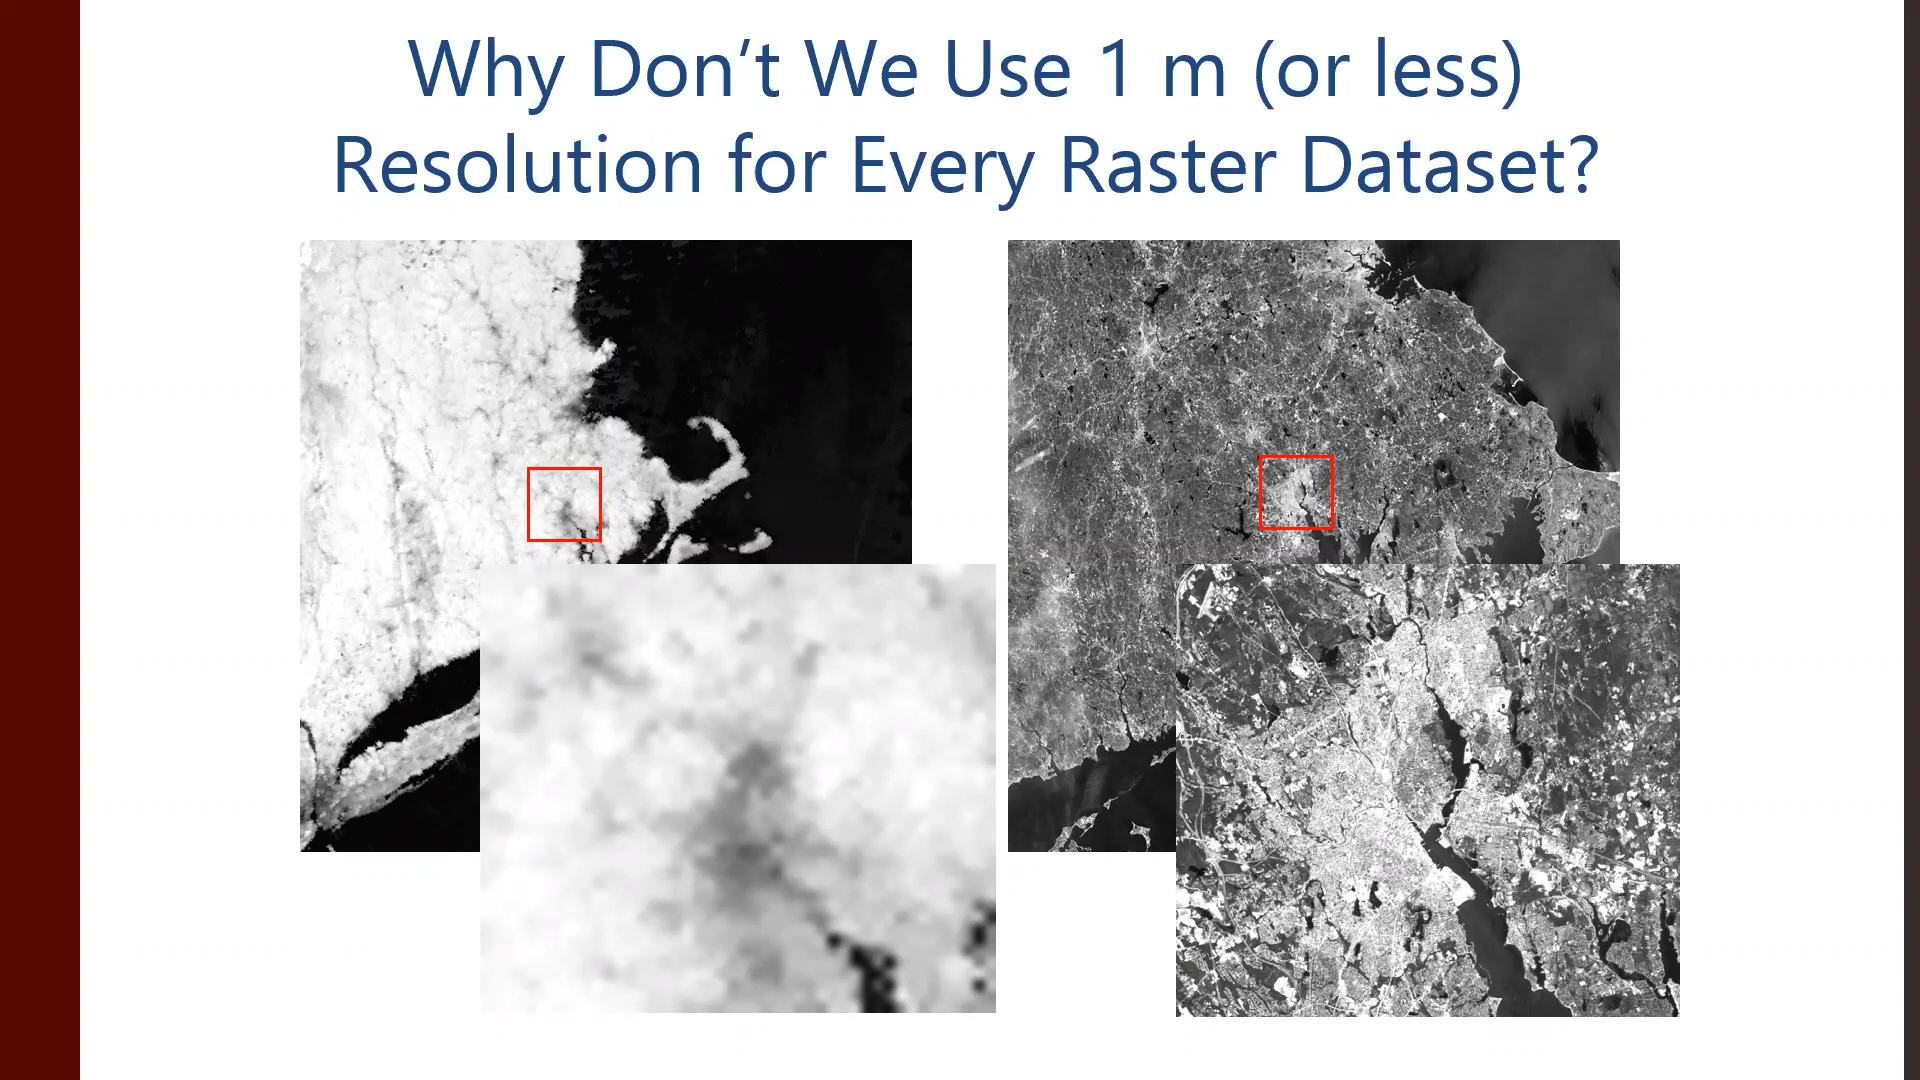 Why Don’t We Use 1 m (or less)
Resolution for Every Raster Dataset?